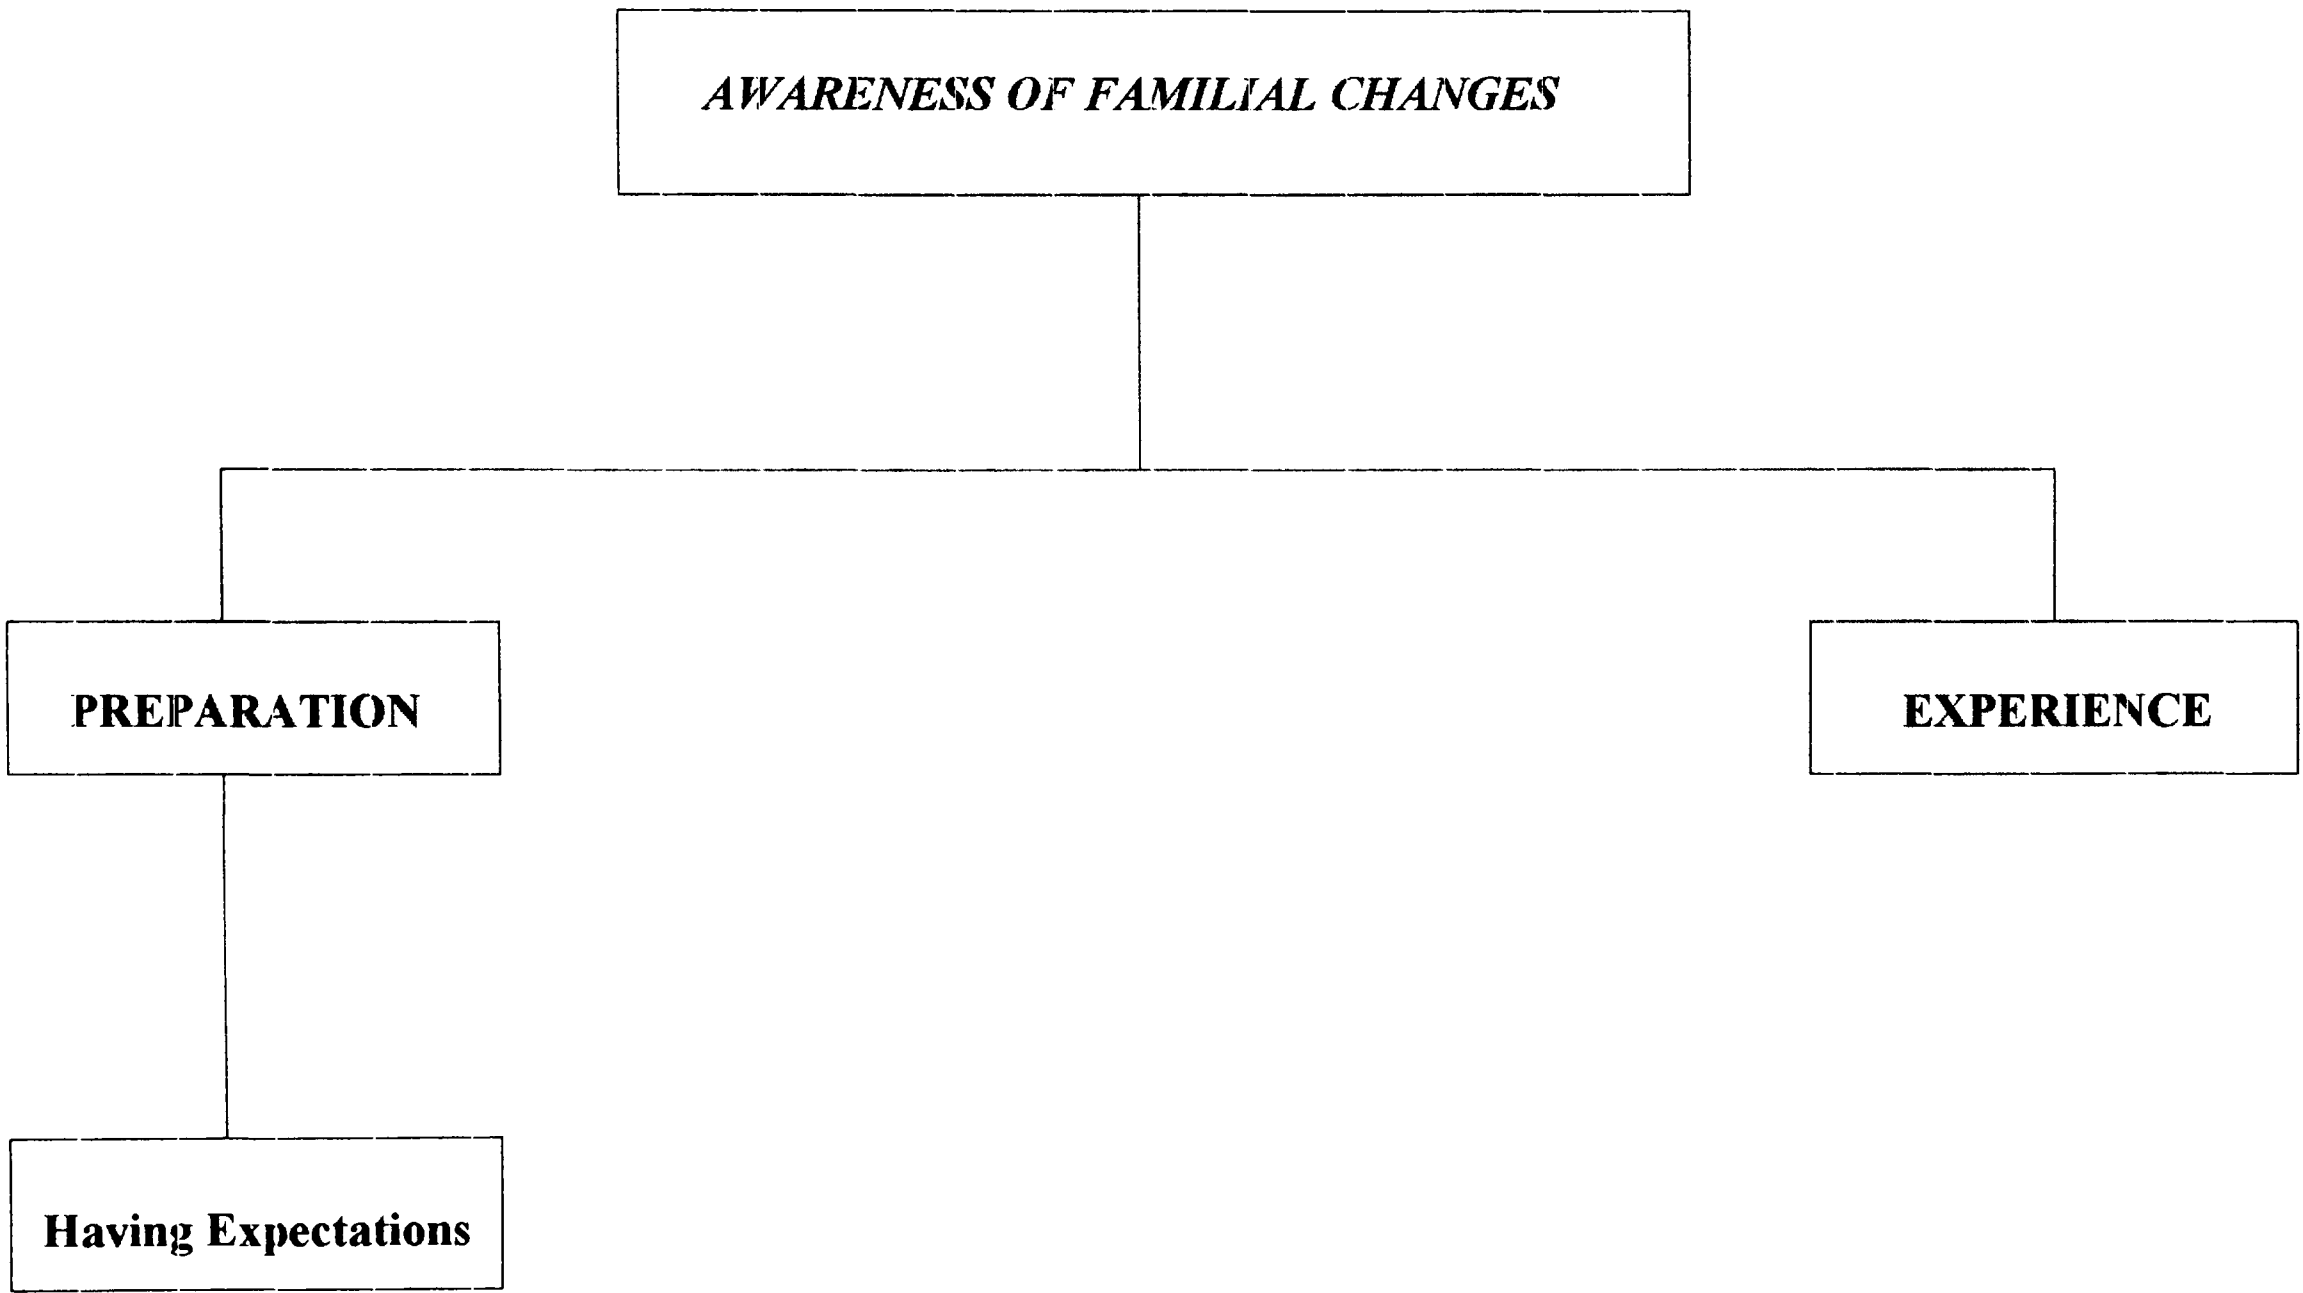 AWARENESS OF FAMILIAL CHANGES
PREPARATION
EXPERIENCE
Having Expectations